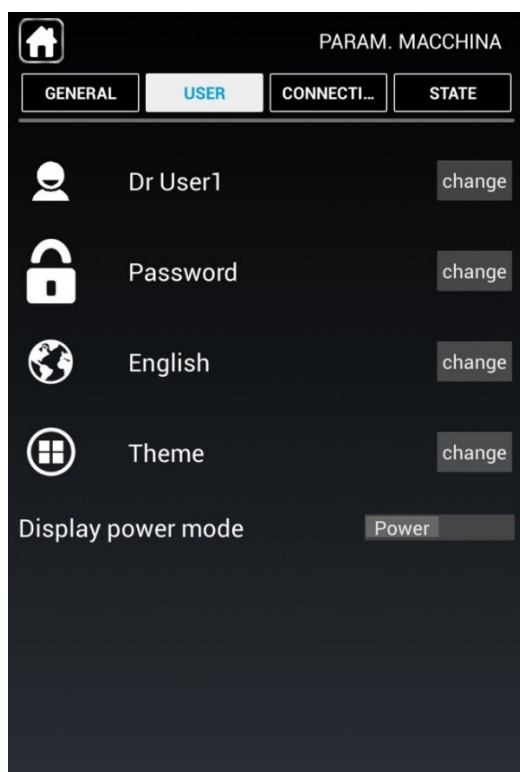 PARAM. MACCHINA
GENERAL USER CONNECTI... STATE
Dr User1 change
Password change
English change
Theme change
Display power mode Power